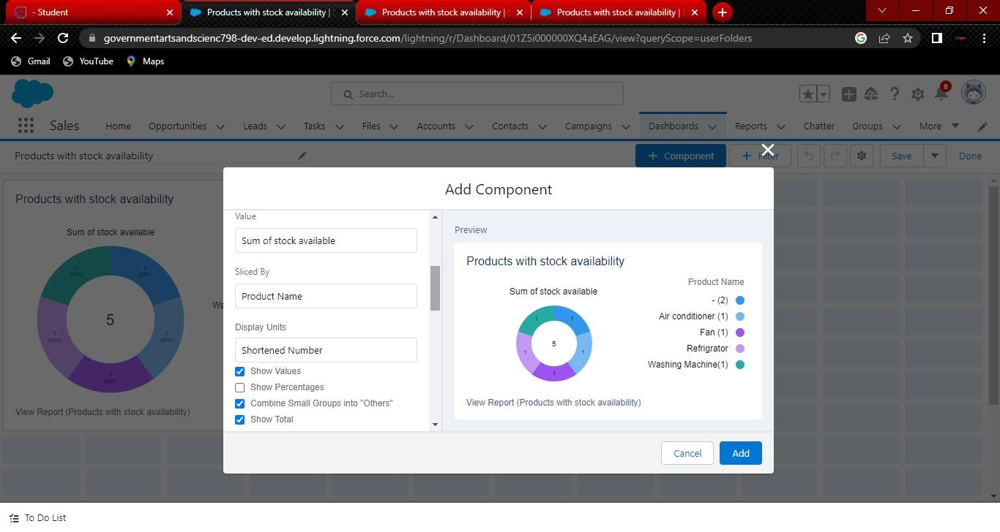 - Student
Products with stock availability |
Products with stock availability |
Products with stock availability |
governmentartsandscienc798-dev-ed.develop.lightning.force.com/lightning/r/Dashboard/01Z5i000000XQ4aEAG/view?queryScope=userFolders
Gmail YouTube Maps
Search...
8
Sales Home Opportunities Leads Tasks Files Accounts Contacts Campaigns Dashboards Reports Chatter Groups More
Products with stock availability
+ Component + Filter Save Done
Products with stock availability
Sum of stock available
1
(20%)
1
(20%)
1
(20%)
1
(20%)
1
(20%)
5
Wa
View Report (Products with stock availability)
Add Component
Value
Sum of stock available
Sliced By
Product Name
Display Units
Shortened Number
Show Values
Show Percentages
Combine Small Groups into "Others"
Show Total
Preview
Products with stock availability
Sum of stock available
1
1
1
1
1
5
Product Name
- (2)
Air conditioner (1)
Fan (1)
Refrigrator
Washing Machine(1)
View Report (Products with stock availability)
Cancel Add
To Do List